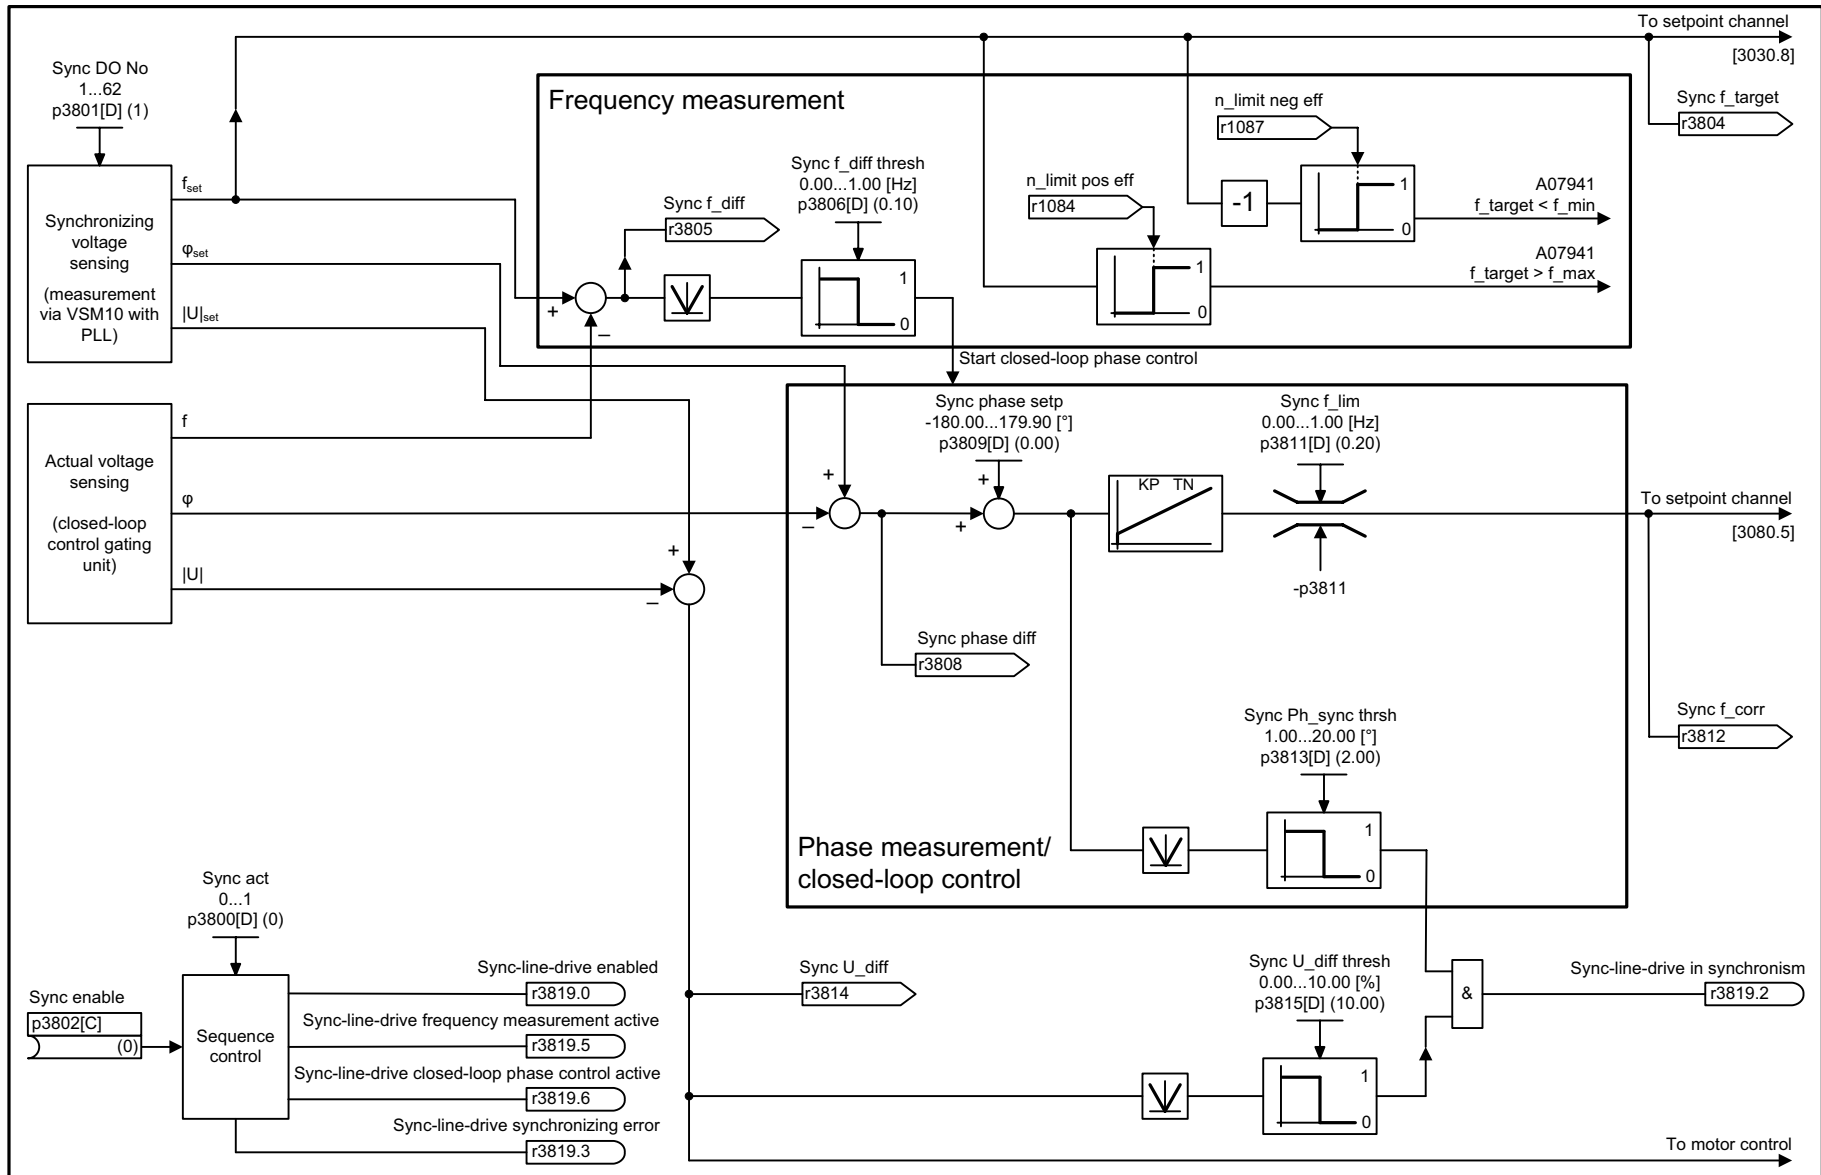 To setpoint channel
[3030.8]
Sync DO No
1...62
p3801[D] (1)
Frequency measurement
n_limit neg eff
r1087
Sync f_target
r3804
Sync f_diff thresh
0.00...1.00 [Hz]
p3806[D] (0.10)
n_limit pos eff
r1084
Sync f_diff
r3805
-1
1
0
A07941
f_target < f_min
1
0
A07941
f_target > f_max
1
0
fset
φset
|U|set
Synchronizing
voltage
sensing
(measurement
via VSM10 with
PLL)
+
–
Start closed-loop phase control
Actual voltage
sensing
(closed-loop
control gating
unit)
f
φ
|U|
Sync phase setp
-180.00...179.90 [°]
p3809[D] (0.00)
Sync f_lim
0.00...1.00 [Hz]
p3811[D] (0.20)
+
–
+
+
KP TN
-p3811
To setpoint channel
[3080.5]
+
–
Sync phase diff
r3808
Sync f_corr
r3812
Sync Ph_sync thrsh
1.00...20.00 [°]
p3813[D] (2.00)
1
0
Phase measurement/
closed-loop control
Sync act
0...1
p3800[D] (0)
Sync enable
p3802[C]
(0)
Sequence
control
Sync-line-drive enabled
r3819.0
Sync-line-drive frequency measurement active
r3819.5
Sync-line-drive closed-loop phase control active
r3819.6
Sync-line-drive synchronizing error
r3819.3
Sync U_diff
r3814
Sync U_diff thresh
0.00...10.00 [%]
p3815[D] (10.00)
1
0
&
Sync-line-drive in synchronism
r3819.2
To motor control